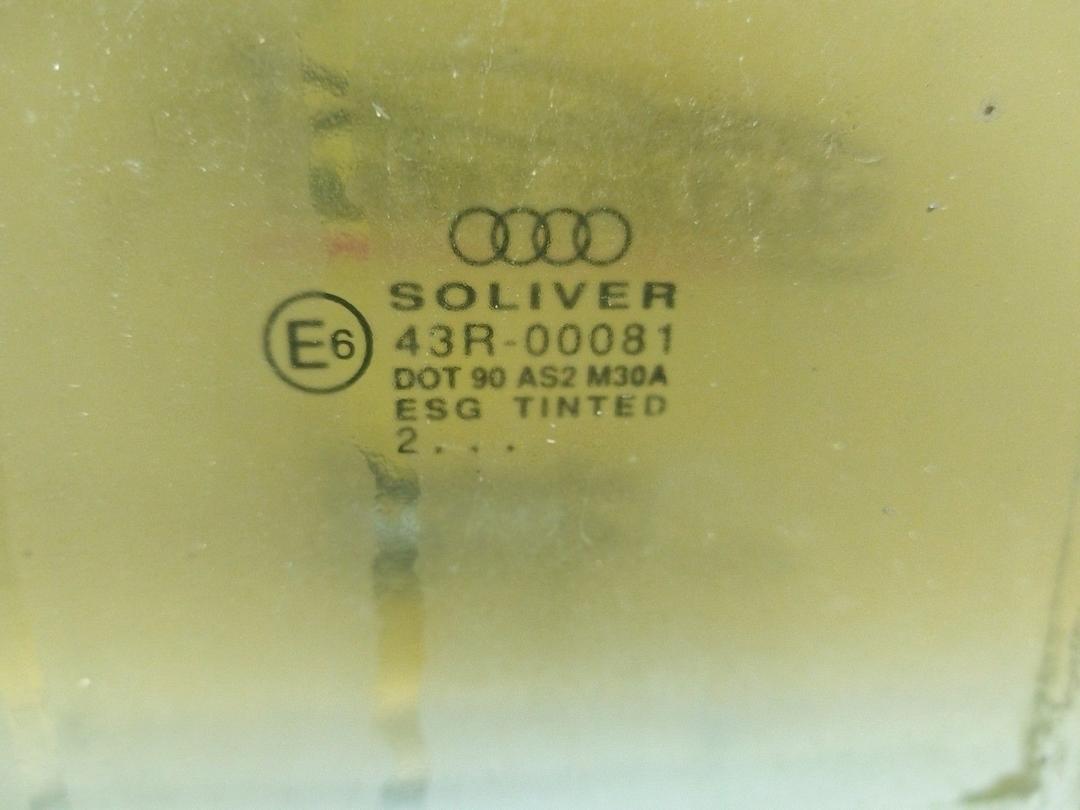 SOLIVER
E6
43R-00081
DOT 90 AS2 M30A
ESG TINTED
2....